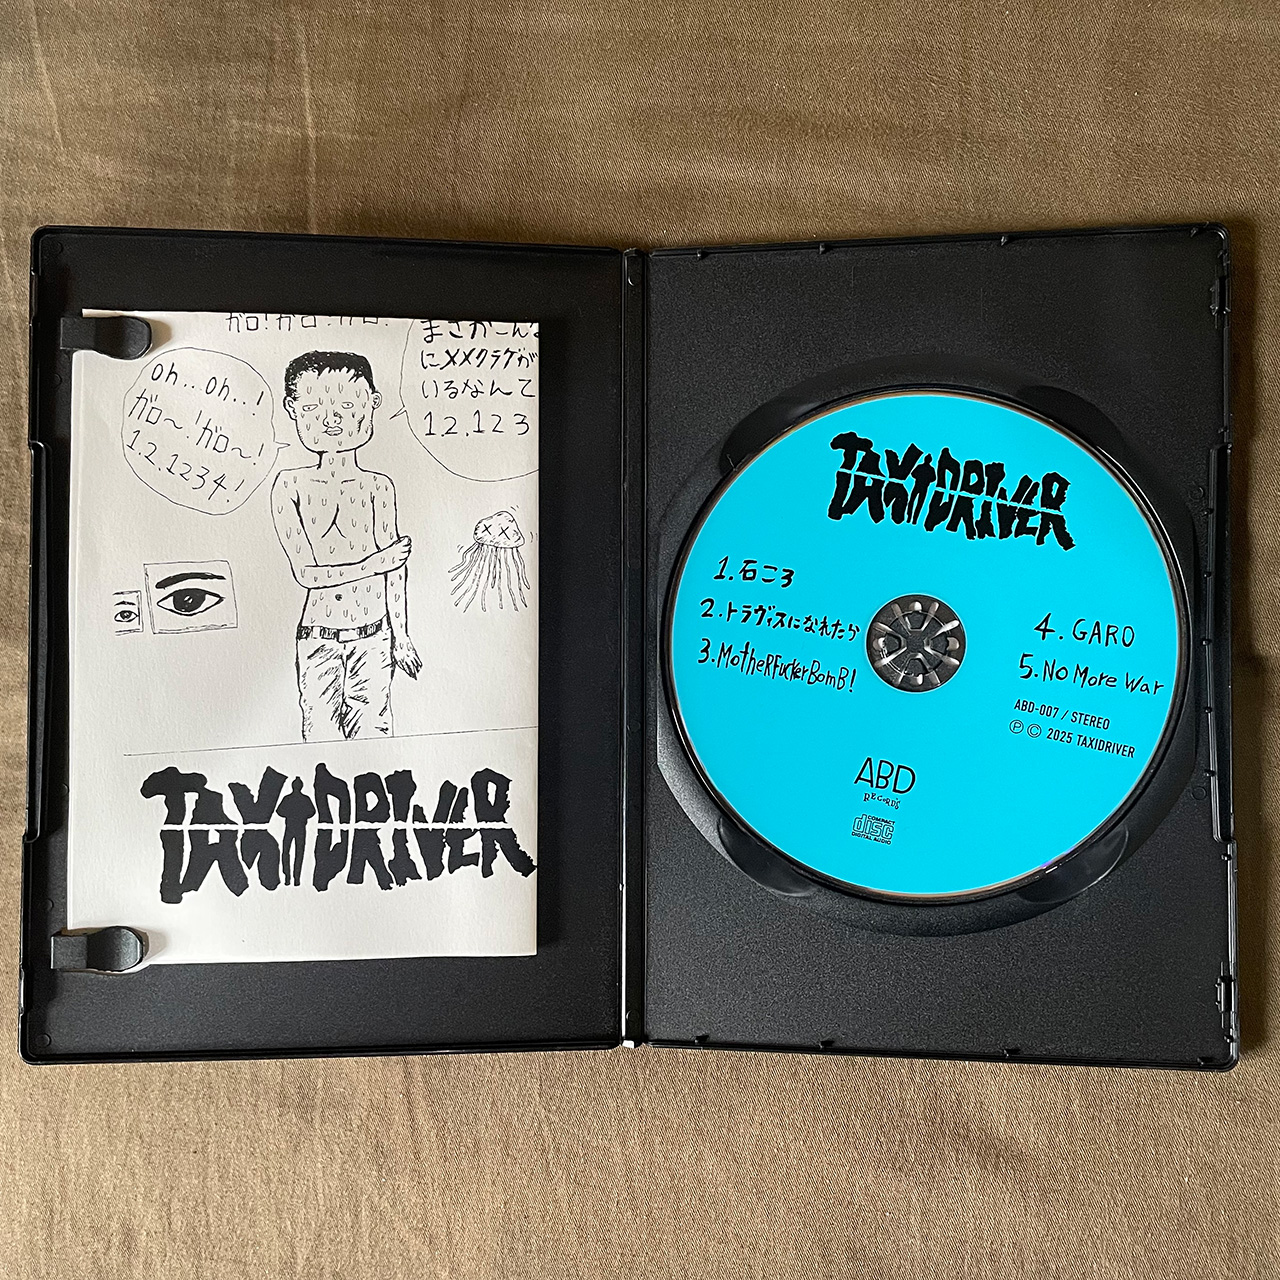 ガロ!ガロ!ガロ!
oh...oh..!
ガロ〜!ガロ〜!
1.2.1234!
まさかこんな
にメメクラゲが
いるなんて
1.2.123
TAXIDRIVER
TAXIDRIVER
1.石ころ
2.トラヴィスになれたら
3.MotheRFuckerBomB!
4.GARO
5.No More War
ABD-007 / STEREO
Ⓟ © 2025 TAXIDRIVER
ABD
RECORDS
COMPACT
disc
DIGITAL AUDIO